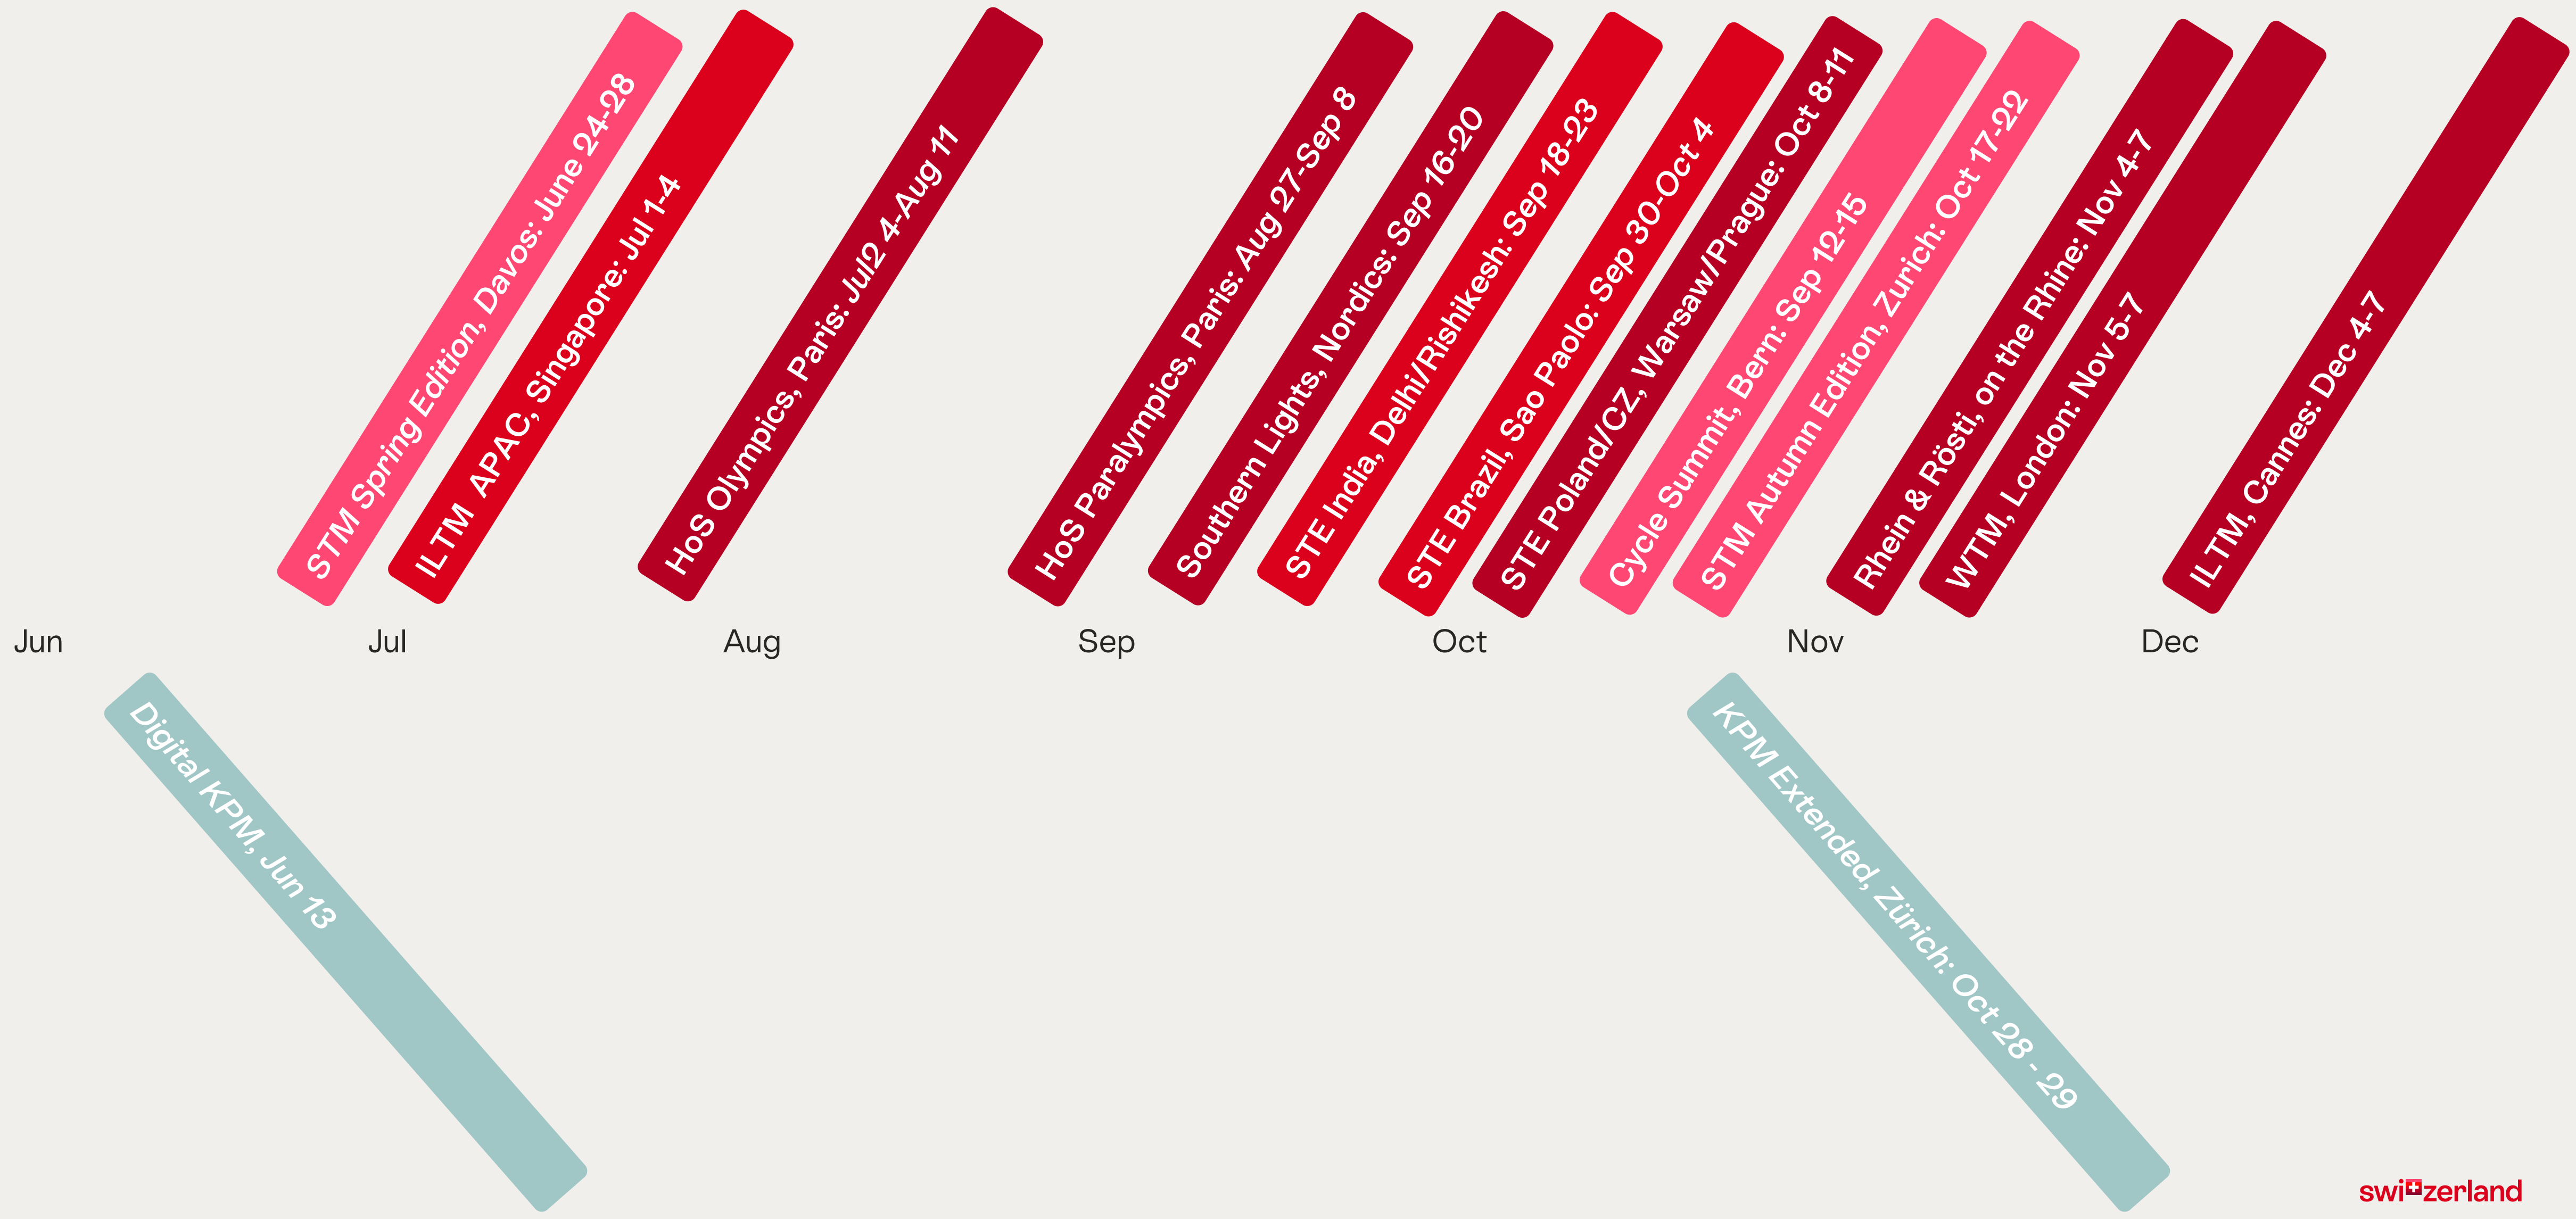 STM Spring Edition, Davos: June 24-28
ILTM  APAC, Singapore: Jul 1-4
HoS Olympics, Paris: Jul2 4-Aug 11
HoS Paralympics, Paris: Aug 27-Sep 8
Southern Lights, Nordics: Sep 16-20
STE India, Delhi/Rishikesh: Sep 18-23
STE Brazil, Sao Paolo: Sep 30-Oct 4
STE Poland/CZ, Warsaw/Prague: Oct 8-11
Cycle Summit, Bern: Sep 12-15
STM Autumn Edition, Zurich: Oct 17-22
Rhein & Rösti, on the Rhine: Nov 4-7
WTM, London: Nov 5-7
ILTM, Cannes: Dec 4-7
Jun Jul Aug Sep Oct Nov Dec
Digital KPM, Jun 13
KPM Extended, Zürich: Oct 28 - 29
switzerland